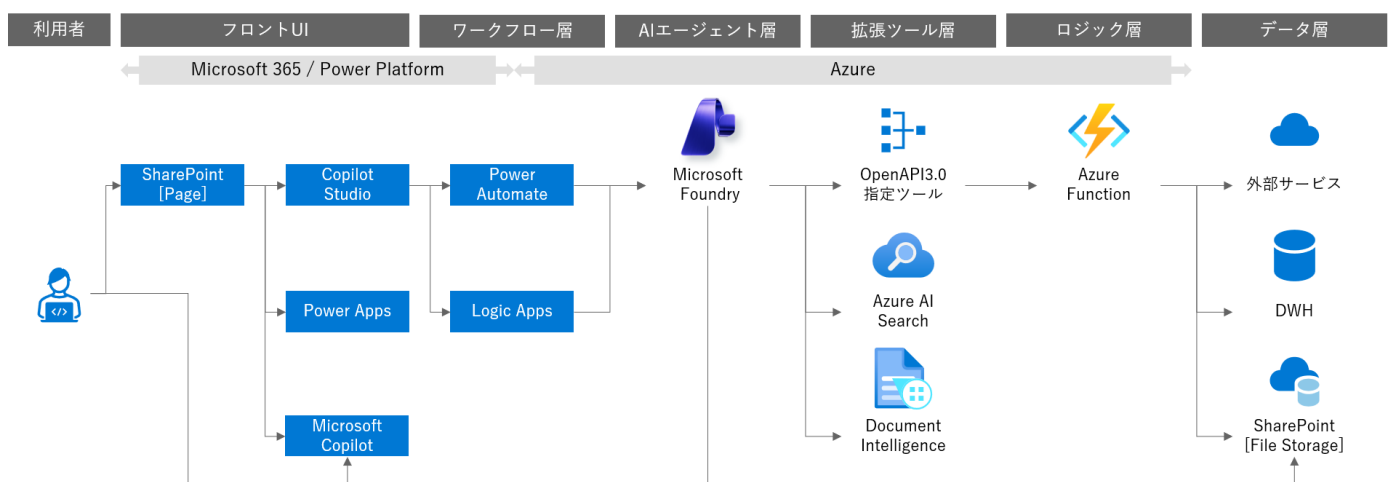 利用者
フロントUI
ワークフロー層
AIエージェント層
拡張ツール層
ロジック層
データ層
Microsoft 365 / Power Platform
Azure
SharePoint
[Page]
Copilot
Studio
Power
Automate
Microsoft
Foundry
OpenAPI3.0
指定ツール
Azure
Function
外部サービス
Power Apps
Logic Apps
Azure AI
Search
DWH
Microsoft
Copilot
Document
Intelligence
SharePoint
[File Storage]